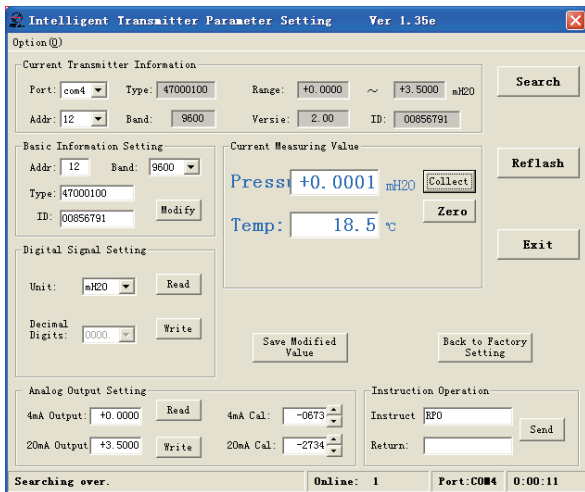 Intelligent Transmitter Parameter Setting Ver 1.35e
Option(O)
Current Transmitter Information
Port: com4 Type: 47000100 Range: +0.0000 ~ +3.5000 mH2O
Addr: 12 Band: 9600 Versie: 2.00 ID: 00856791
Search
Basic Information Setting
Addr: 12 Band: 9600
Type: 47000100
ID: 00856791
Modify
Current Measuring Value
Press +0.0001 mH2O Collect
Zero
Temp: 18.5 ℃
Reflash
Exit
Digital Signal Setting
Unit: mH2O Read
Decimal
Digits: 0000. Write
Save Modified
Value
Back to Factory
Setting
Analog Output Setting
4mA Output: +0.0000 Read 4mA Cal: -0673
20mA Output +3.5000 Write 20mA Cal: -2734
Instruction Operation
Instruct RPO
Return:
Send
Searching over. Online: 1 Port:COM4 0:00:11